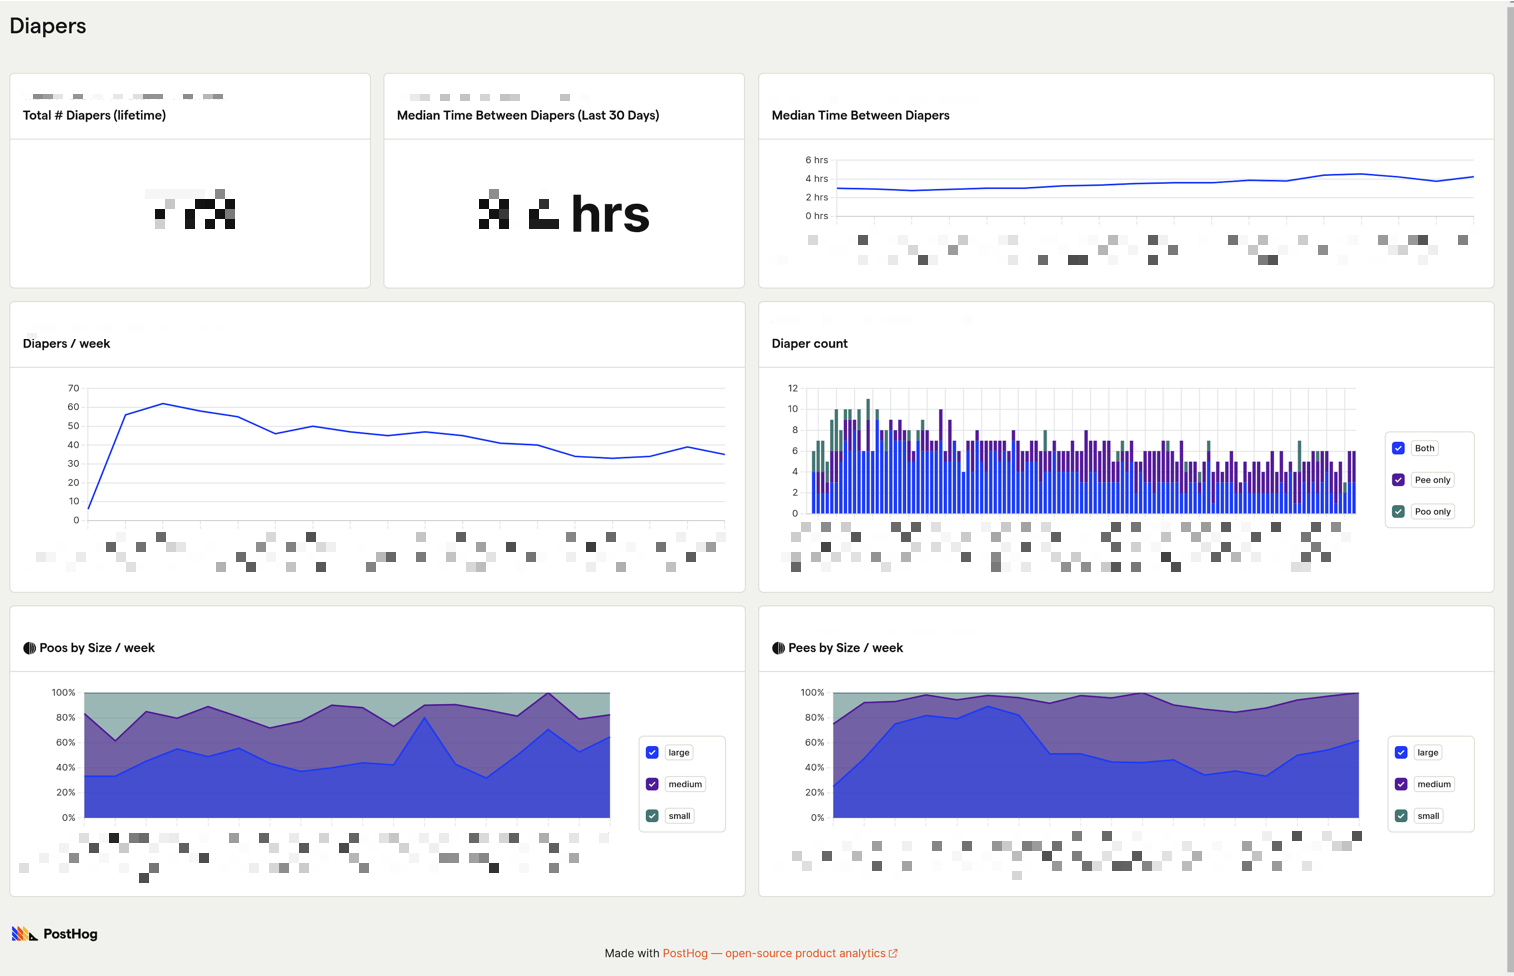 Diapers
Total # Diapers (lifetime)
Median Time Between Diapers (Last 30 Days)
hrs
Median Time Between Diapers
6 hrs
4 hrs
2 hrs
0 hrs
Diapers / week
70
60
50
40
30
20
10
0
Diaper count
12
10
8
6
4
2
0
Both
Pee only
Poo only
Poos by Size / week
100%
80%
60%
40%
20%
0%
large
medium
small
Pees by Size / week
100%
80%
60%
40%
20%
0%
large
medium
small
PostHog
Made with PostHog — open-source product analytics